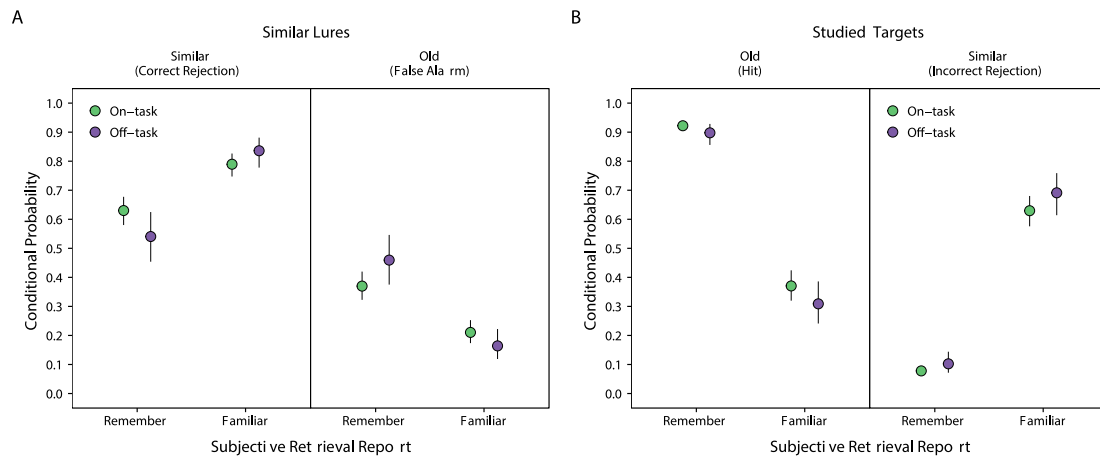 A
Similar Lures
Similar
(Correct Rejection)
Old
(False Ala rm)
Conditional Probability
1.0
0.9
0.8
0.7
0.6
0.5
0.4
0.3
0.2
0.1
0.0
On−task
Off−task
Remember
Familiar
Remember
Familiar
Subjecti ve Ret rieval Repo rt
B
Studied Targets
Old
(Hit)
Similar
(Incorrect Rejection)
Conditional Probability
1.0
0.9
0.8
0.7
0.6
0.5
0.4
0.3
0.2
0.1
0.0
On−task
Off−task
Remember
Familiar
Remember
Familiar
Subjecti ve Ret rieval Repo rt